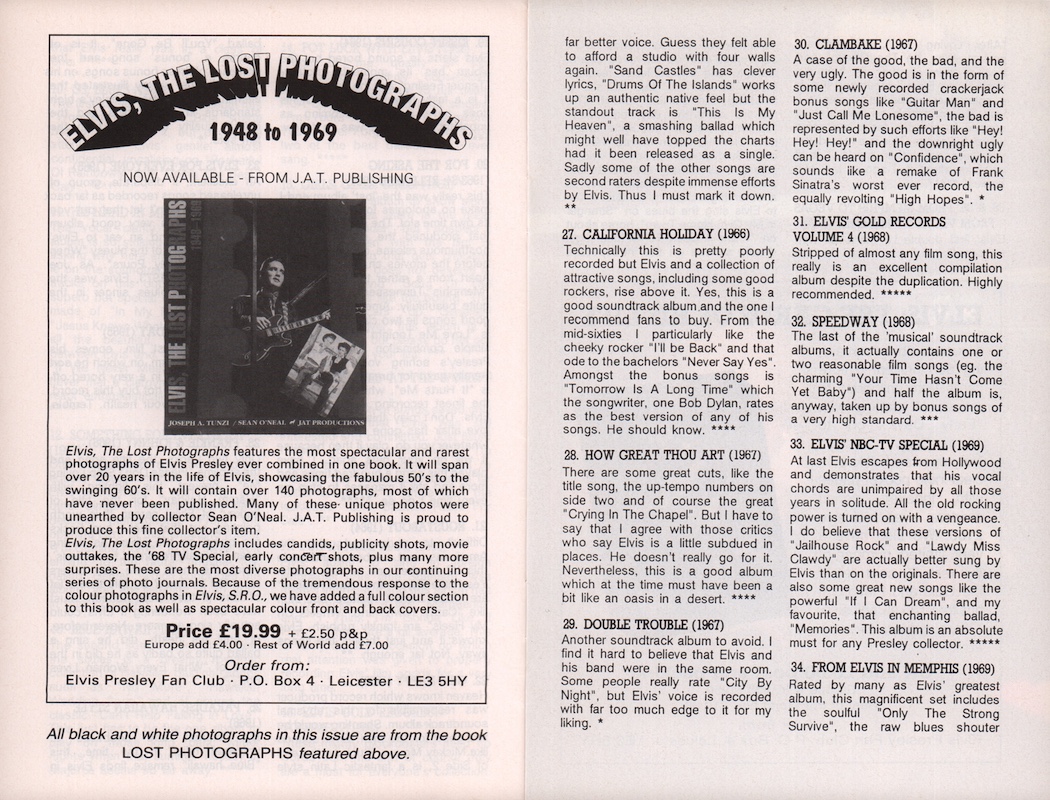 ELVIS, THE LOST PHOTOGRAPHS
1948 to 1969
NOW AVAILABLE - FROM J.A.T. PUBLISHING
ELVIS, THE LOST PHOTOGRAPHS
1948-1969
JOSEPH A. TUNZI / SEAN O'NEAL ~ JAT PRODUCTIONS
Elvis, The Lost Photographs features the most spectacular and rarest
photographs of Elvis Presley ever combined in one book. It will span
over 20 years in the life of Elvis, showcasing the fabulous 50's to the
swinging 60's. It will contain over 140 photographs, most of which
have never been published. Many of these unique photos were
unearthed by collector Sean O'Neal. J.A.T. Publishing is proud to
produce this fine collector's item.
Elvis, The Lost Photographs includes candids, publicity shots, movie
outtakes, the '68 TV Special, early concert shots, plus many more
surprises. These are the most diverse photographs in our continuing
series of photo journals. Because of the tremendous response to the
colour photographs in Elvis, S.R.O., we have added a full colour section
to this book as well as spectacular colour front and back covers.
Price £19.99 + £2.50 p&p
Europe add £4.00 · Rest of World add £7.00
Order from:
Elvis Presley Fan Club · P.O. Box 4 · Leicester · LE3 5HY
All black and white photographs in this issue are from the book
LOST PHOTOGRAPHS featured above.
far better voice. Guess they felt able
to afford a studio with four walls
again. "Sand Castles" has clever
lyrics, "Drums Of The Islands" works
up an authentic native feel but the
standout track is "This Is My
Heaven", a smashing ballad which
might well have topped the charts
had it been released as a single.
Sadly some of the other songs are
second raters despite immense efforts
by Elvis. Thus I must mark it down.
**
27. CALIFORNIA HOLIDAY (1966)
Technically this is pretty poorly
recorded but Elvis and a collection of
attractive songs, including some good
rockers, rise above it. Yes, this is a
good soundtrack album and the one I
recommend fans to buy. From the
mid-sixties I particularly like the
cheeky rocker "I'll be Back" and that
ode to the bachelors "Never Say Yes".
Amongst the bonus songs is
"Tomorrow Is A Long Time" which
the songwriter, one Bob Dylan, rates
as the best version of any of his
songs. He should know. ****
28. HOW GREAT THOU ART (1967)
There are some great cuts, like the
title song, the up-tempo numbers on
side two and of course the great
"Crying In The Chapel". But I have to
say that I agree with those critics
who say Elvis is a little subdued in
places. He doesn't really go for it.
Nevertheless, this is a good album
which at the time must have been a
bit like an oasis in a desert. ****
29. DOUBLE TROUBLE (1967)
Another soundtrack album to avoid. I
find it hard to believe that Elvis and
his band were in the same room.
Some people really rate "City By
Night", but Elvis' voice is recorded
with far too much edge to it for my
liking. *
30. CLAMBAKE (1967)
A case of the good, the bad, and the
very ugly. The good is in the form of
some newly recorded crackerjack
bonus songs like "Guitar Man" and
"Just Call Me Lonesome", the bad is
represented by such efforts like "Hey!
Hey! Hey!" and the downright ugly
can be heard on "Confidence", which
sounds like a remake of Frank
Sinatra's worst ever record, the
equally revolting "High Hopes". *
31. ELVIS' GOLD RECORDS
VOLUME 4 (1968)
Stripped of almost any film song, this
really is an excellent compilation
album despite the duplication. Highly
recommended. *****
32. SPEEDWAY (1968)
The last of the 'musical' soundtrack
albums, it actually contains one or
two reasonable film songs (eg. the
charming "Your Time Hasn't Come
Yet Baby") and half the album is,
anyway, taken up by bonus songs of
a very high standard. ***
33. ELVIS' NBC-TV SPECIAL (1969)
At last Elvis escapes from Hollywood
and demonstrates that his vocal
chords are unimpaired by all those
years in solitude. All the old rocking
power is turned on with a vengeance.
I do believe that these versions of
"Jailhouse Rock" and "Lawdy Miss
Clawdy" are actually better sung by
Elvis than on the originals. There are
also some great new songs like the
powerful "If I Can Dream", and my
favourite, that enchanting ballad,
"Memories". This album is an absolute
must for any Presley collector. *****
34. FROM ELVIS IN MEMPHIS (1969)
Rated by many as Elvis' greatest
album, this magnificent set includes
the soulful "Only The Strong
Survive", the raw blues shouter